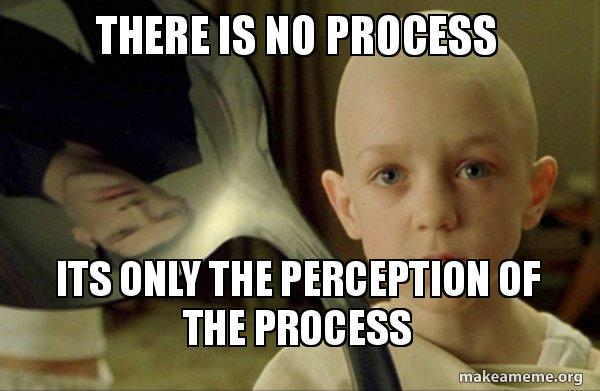 THERE IS NO PROCESS
ITS ONLY THE PERCEPTION OF
THE PROCESS
makeameme.org